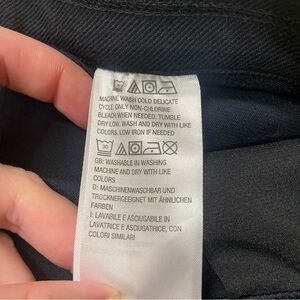 MACHINE WASH COLD DELICATE
CYCLE ONLY NON-CHLORINE
BLEACH WHEN NEEDED; TUMBLE
DRY LOW. WASH AND DRY WITH LIKE
COLORS, LOW IRON IF NEEDED
30
GB: WASHABLE IN WASHING
MACHINE AND DRY WITH LIKE
COLORS
D: MASCHINENWASCHBAR UND
TROCKNERGEEIGNET MIT ÄHNLICHEN
FARBEN
I: LAVABILE E ASCIUGABILE IN
LAVATRICE E ASCIUGATRICE, CON
COLORI SIMILARI